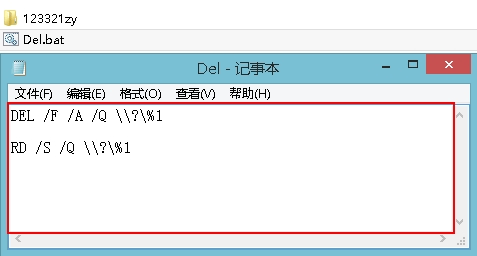 123321zy
Del.bat
Del - 记事本
文件(F) 编辑(E) 格式(O) 查看(V) 帮助(H)
DEL /F /A /Q \\?\%1
RD /S /Q \\?\%1